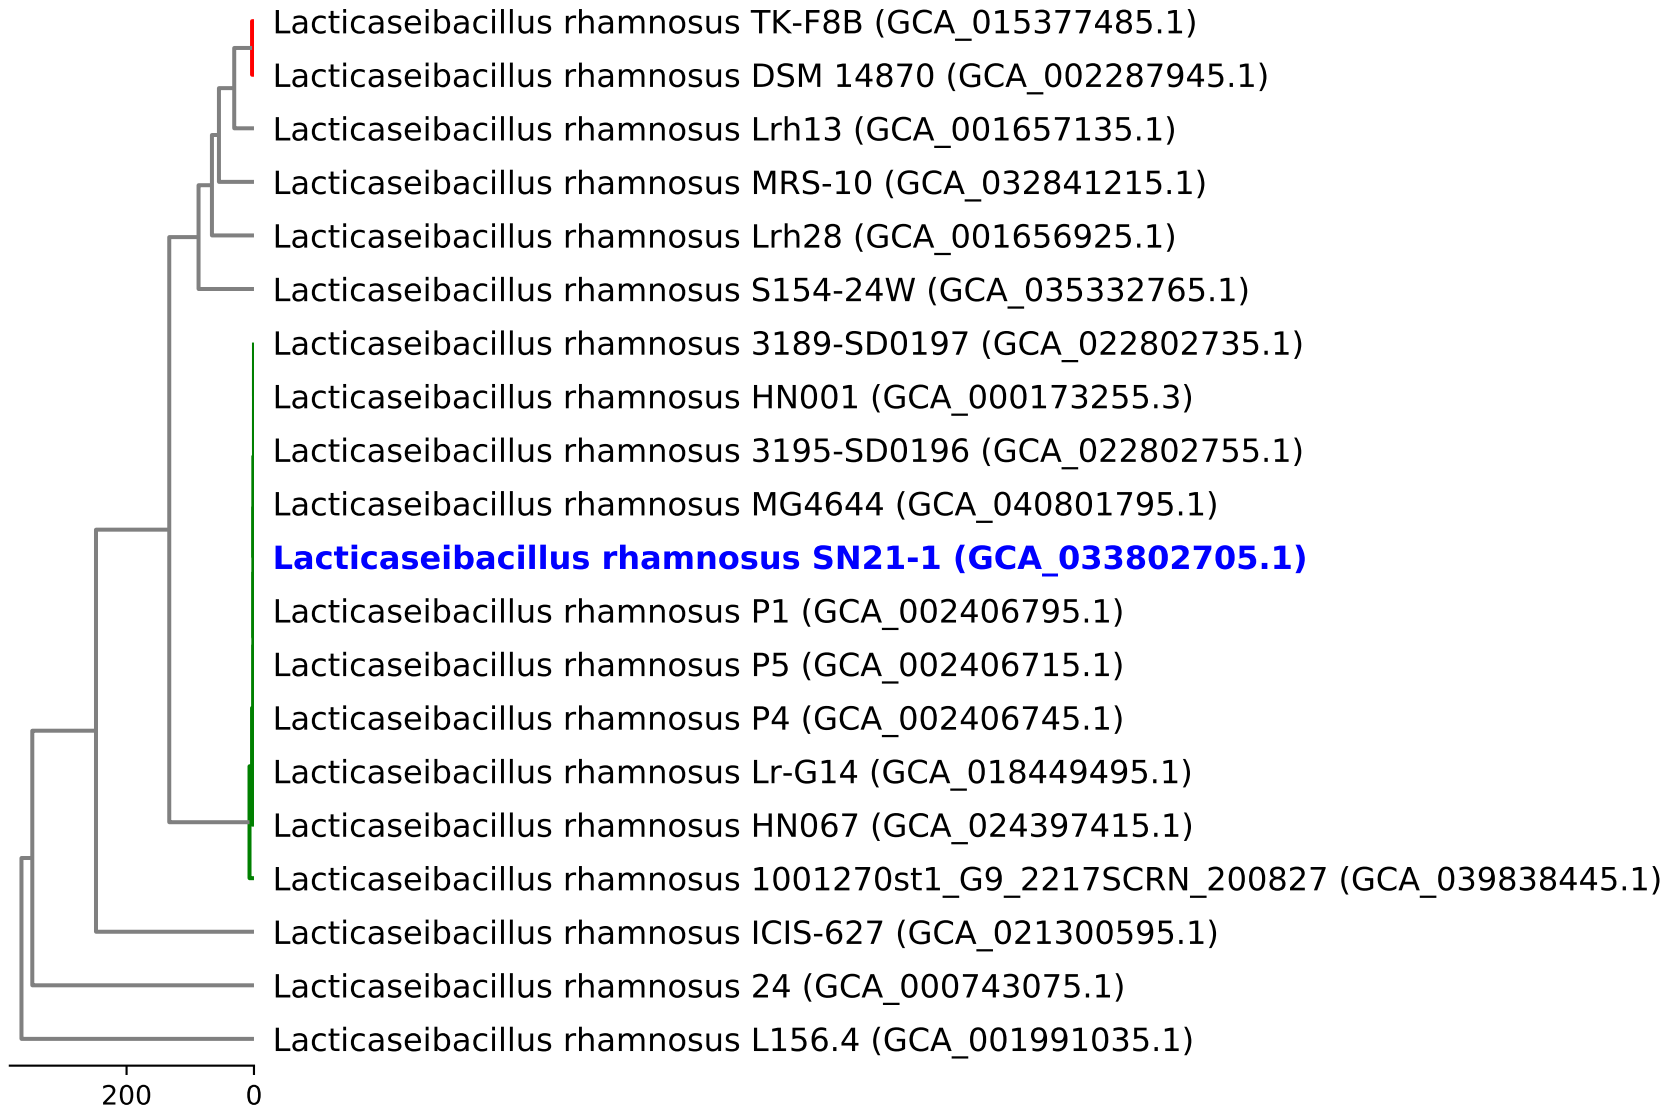 Lacticaseibacillus rhamnosus TK-F8B (GCA_015377485.1)
Lacticaseibacillus rhamnosus DSM 14870 (GCA_002287945.1)
Lacticaseibacillus rhamnosus Lrh13 (GCA_001657135.1)
Lacticaseibacillus rhamnosus MRS-10 (GCA_032841215.1)
Lacticaseibacillus rhamnosus Lrh28 (GCA_001656925.1)
Lacticaseibacillus rhamnosus S154-24W (GCA_035332765.1)
Lacticaseibacillus rhamnosus 3189-SD0197 (GCA_022802735.1)
Lacticaseibacillus rhamnosus HN001 (GCA_000173255.3)
Lacticaseibacillus rhamnosus 3195-SD0196 (GCA_022802755.1)
Lacticaseibacillus rhamnosus MG4644 (GCA_040801795.1)
Lacticaseibacillus rhamnosus SN21-1 (GCA_033802705.1)
Lacticaseibacillus rhamnosus P1 (GCA_002406795.1)
Lacticaseibacillus rhamnosus P5 (GCA_002406715.1)
Lacticaseibacillus rhamnosus P4 (GCA_002406745.1)
Lacticaseibacillus rhamnosus Lr-G14 (GCA_018449495.1)
Lacticaseibacillus rhamnosus HN067 (GCA_024397415.1)
Lacticaseibacillus rhamnosus 1001270st1_G9_2217SCRN_200827 (GCA_039838445.1)
Lacticaseibacillus rhamnosus ICIS-627 (GCA_021300595.1)
Lacticaseibacillus rhamnosus 24 (GCA_000743075.1)
Lacticaseibacillus rhamnosus L156.4 (GCA_001991035.1)
200 0